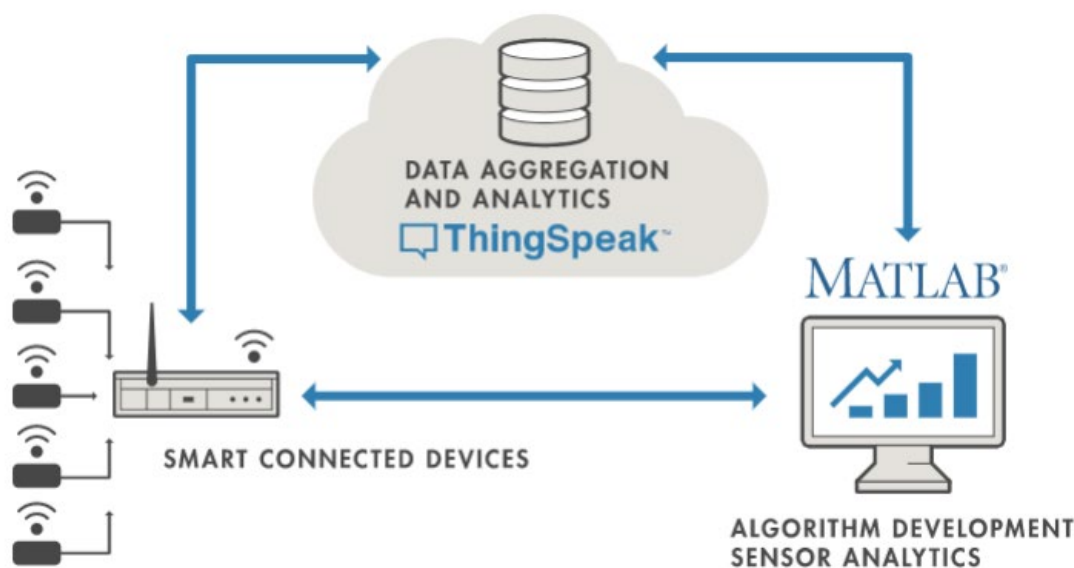 DATA AGGREGATION
AND ANALYTICS
ThingSpeak™
MATLAB®
SMART CONNECTED DEVICES
ALGORITHM DEVELOPMENT
SENSOR ANALYTICS